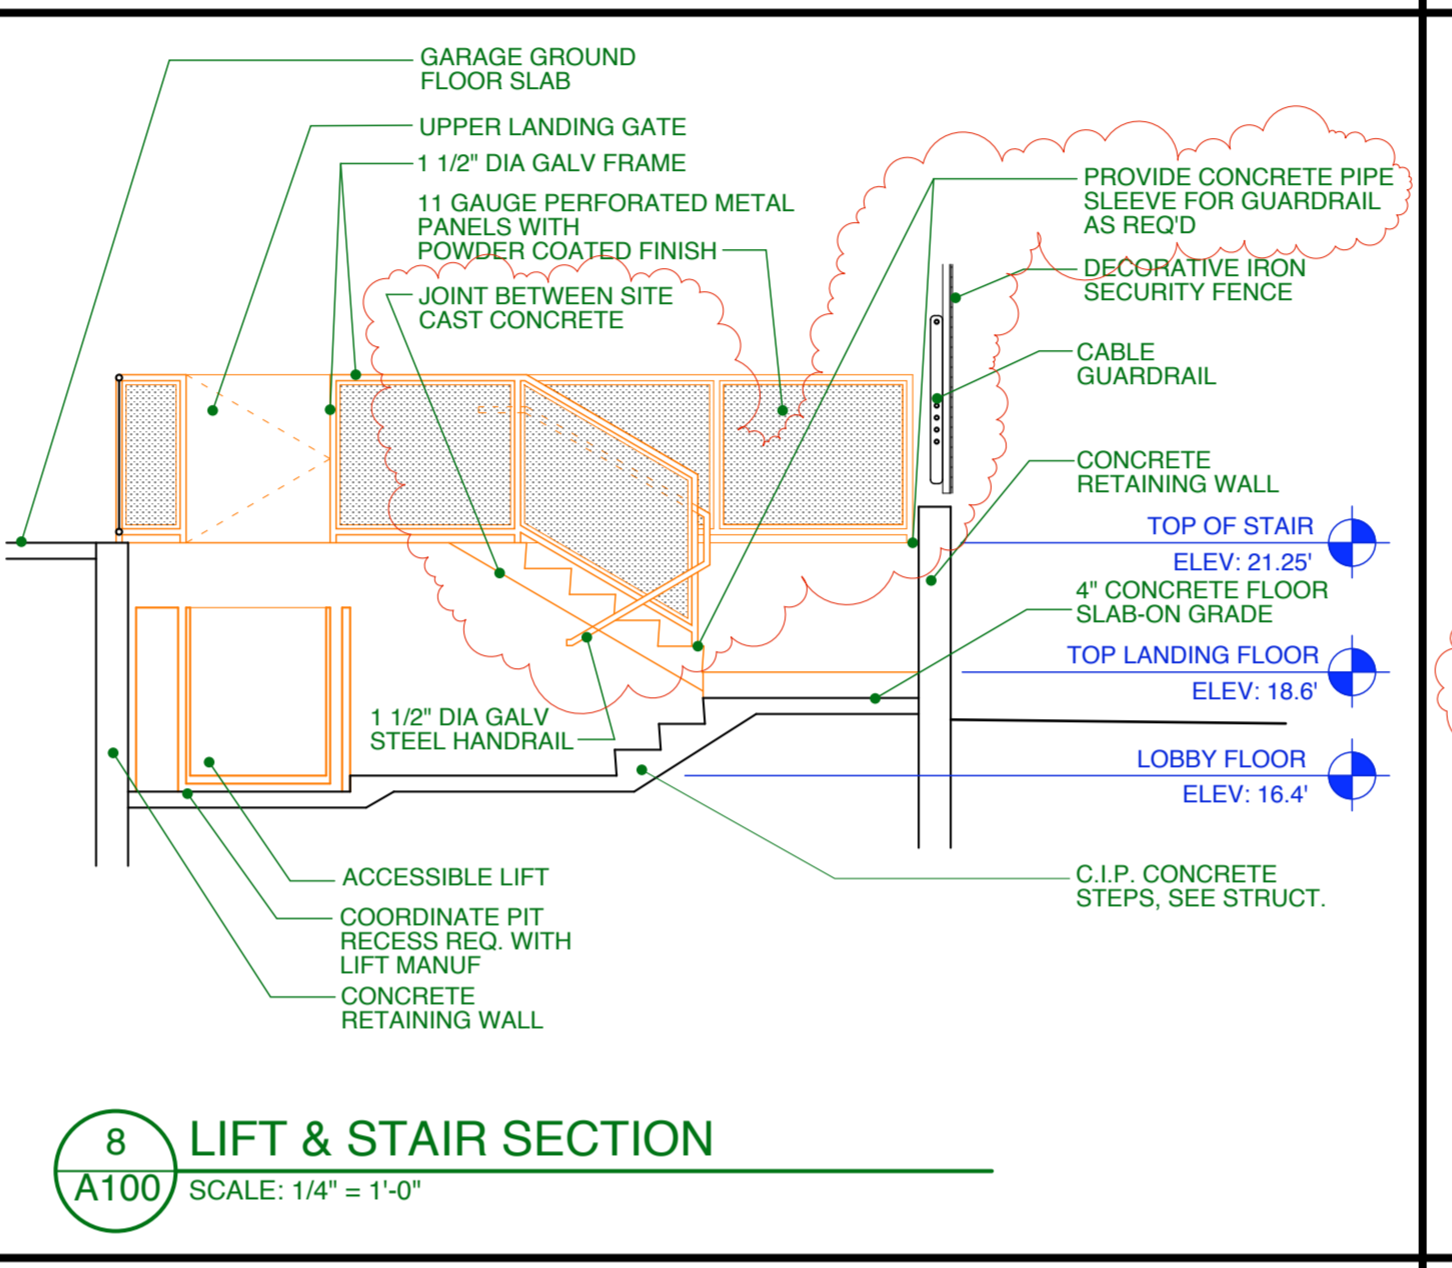 GARAGE GROUND
FLOOR SLAB
UPPER LANDING GATE
1 1/2" DIA GALV FRAME
11 GAUGE PERFORATED METAL
PANELS WITH
POWDER COATED FINISH
JOINT BETWEEN SITE
CAST CONCRETE
PROVIDE CONCRETE PIPE
SLEEVE FOR GUARDRAIL
AS REQ'D
DECORATIVE IRON
SECURITY FENCE
CABLE
GUARDRAIL
CONCRETE
RETAINING WALL
TOP OF STAIR
ELEV: 21.25'
4" CONCRETE FLOOR
SLAB-ON GRADE
TOP LANDING FLOOR
ELEV: 18.6'
1 1/2" DIA GALV
STEEL HANDRAIL
LOBBY FLOOR
ELEV: 16.4'
ACCESSIBLE LIFT
COORDINATE PIT
RECESS REQ. WITH
LIFT MANUF
CONCRETE
RETAINING WALL
C.I.P. CONCRETE
STEPS, SEE STRUCT.
8
A100
LIFT & STAIR SECTION
SCALE: 1/4" = 1'-0"